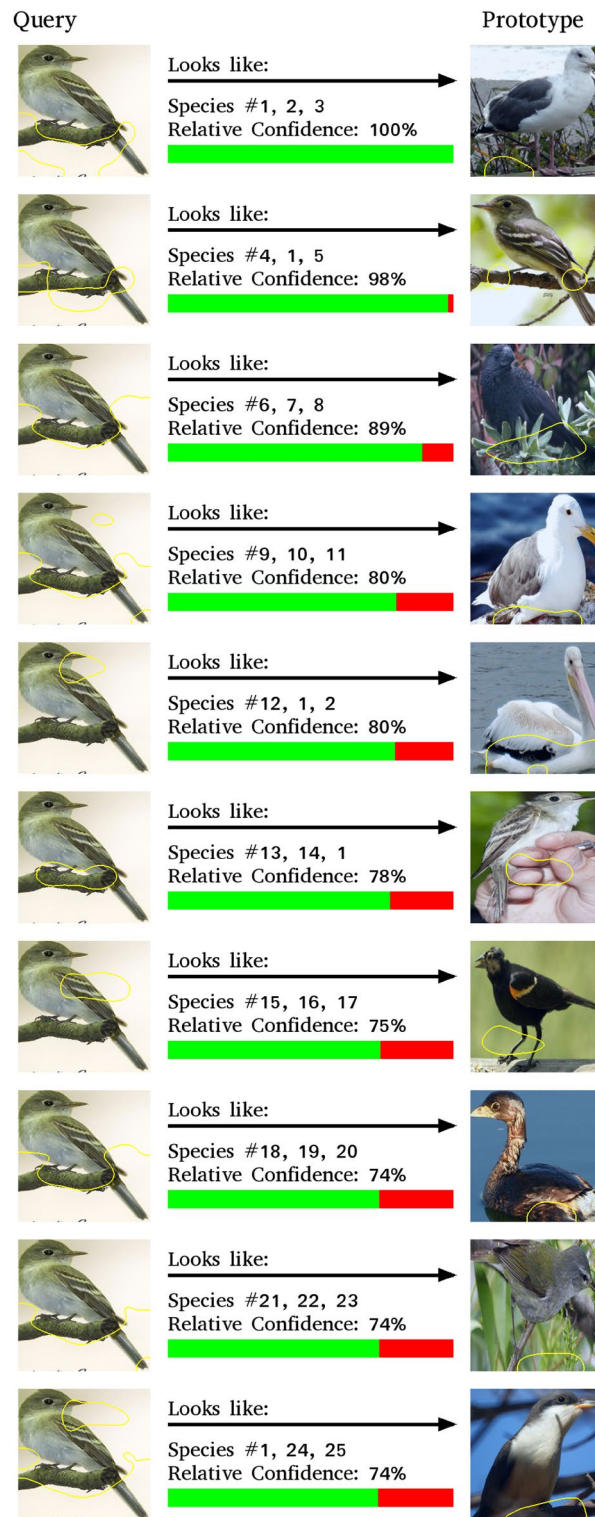 Query
Prototype
Looks like:
Species #1, 2, 3
Relative Confidence: 100%
Looks like:
Species #4, 1, 5
Relative Confidence: 98%
Looks like:
Species #6, 7, 8
Relative Confidence: 89%
Looks like:
Species #9, 10, 11
Relative Confidence: 80%
Looks like:
Species #12, 1, 2
Relative Confidence: 80%
Looks like:
Species #13, 14, 1
Relative Confidence: 78%
Looks like:
Species #15, 16, 17
Relative Confidence: 75%
Looks like:
Species #18, 19, 20
Relative Confidence: 74%
Looks like:
Species #21, 22, 23
Relative Confidence: 74%
Looks like:
Species #1, 24, 25
Relative Confidence: 74%